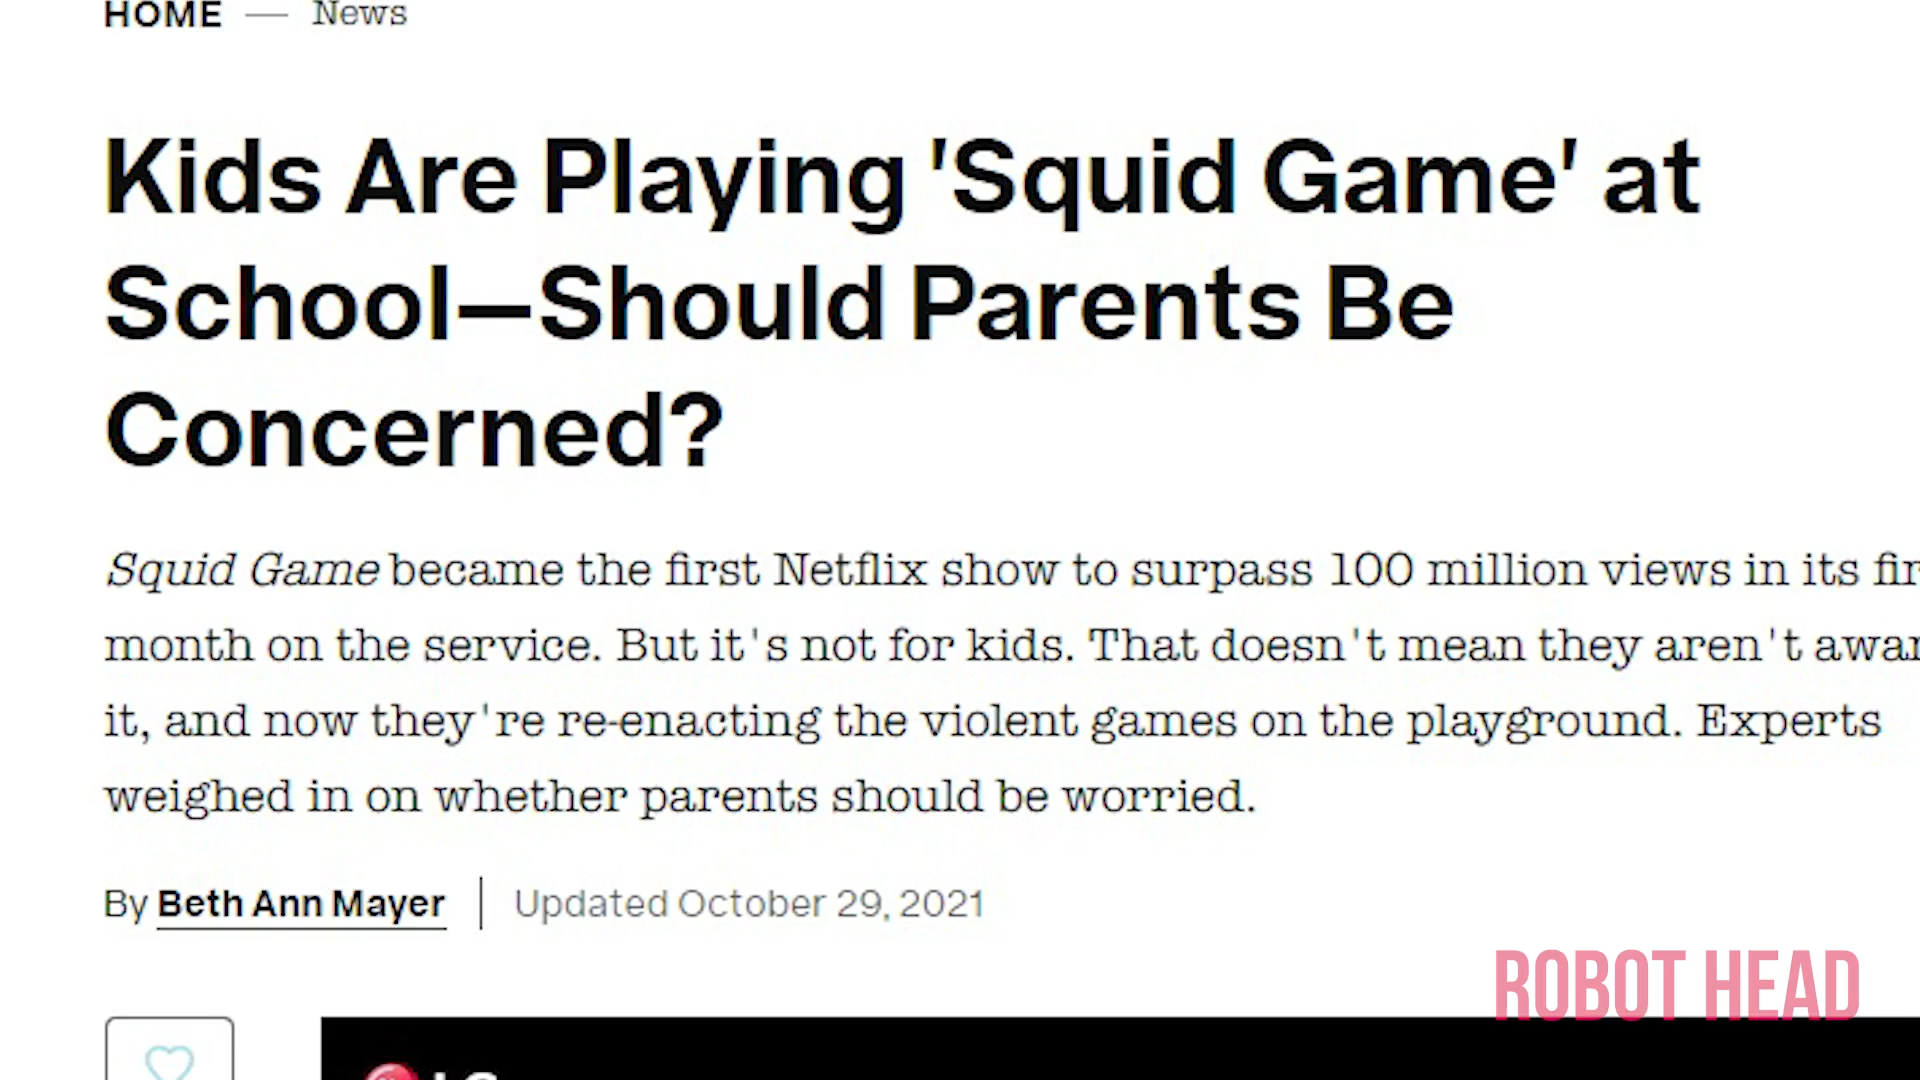 HOME — News
Kids Are Playing 'Squid Game' at
School—Should Parents Be
Concerned?
Squid Game became the first Netflix show to surpass 100 million views in its fir
month on the service. But it's not for kids. That doesn't mean they aren't awar
it, and now they're re-enacting the violent games on the playground. Experts
weighed in on whether parents should be worried.
By Beth Ann Mayer | Updated October 29, 2021
ROBOT HEAD